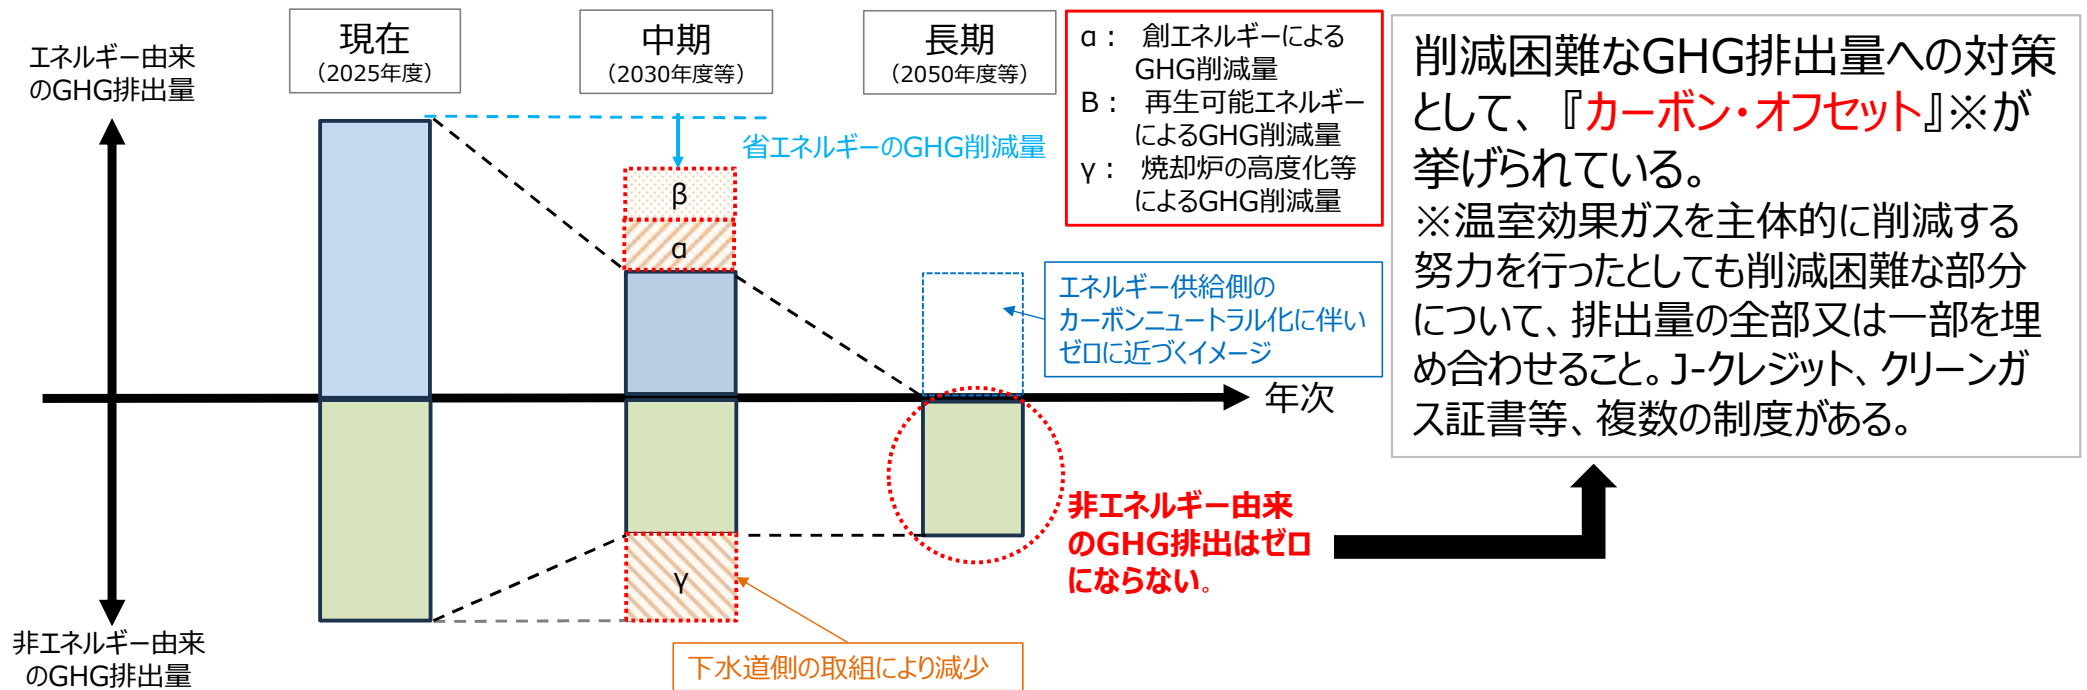 エネルギー由来
のGHG排出量
現在
（2025年度）
中期
（2030年度等）
長期
（2050年度等）
省エネルギーのGHG削減量
β
α
γ
α： 創エネルギーによる
GHG削減量
Β： 再生可能エネルギー
によるGHG削減量
γ： 焼却炉の高度化等
によるGHG削減量
エネルギー供給側の
カーボンニュートラル化に伴い
ゼロに近づくイメージ
年次
非エネルギー由来
のGHG排出はゼロ
にならない。
下水道側の取組により減少
非エネルギー由来
のGHG排出量
削減困難なGHG排出量への対策
として、『カーボン・オフセット』※が
挙げられている。
※温室効果ガスを主体的に削減する
努力を行ったとしても削減困難な部分
について、排出量の全部又は一部を埋
め合わせること。J-クレジット、クリーンガ
ス証書等、複数の制度がある。